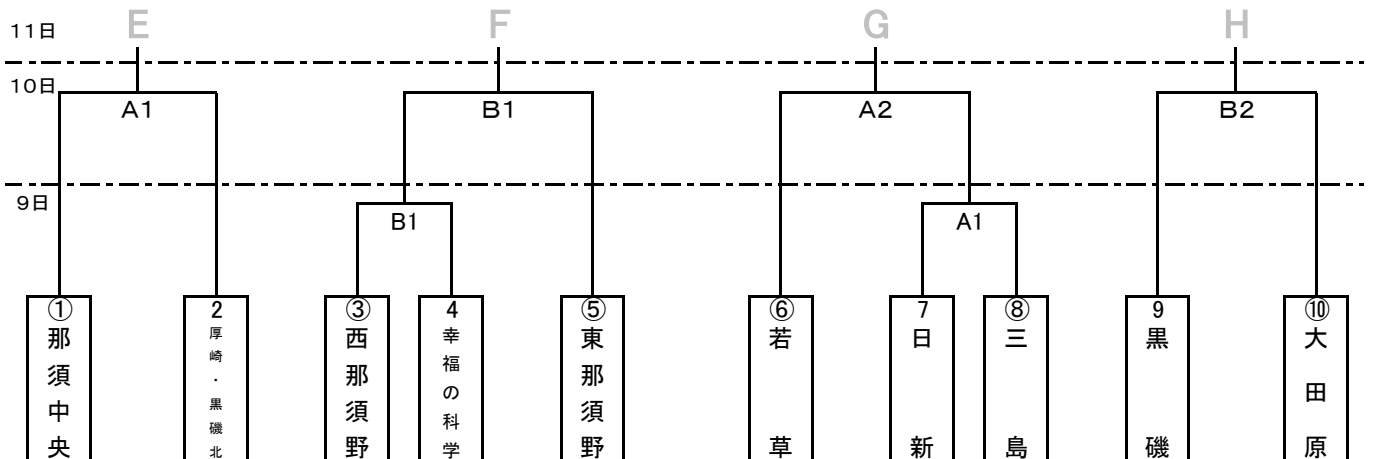 11日
E
F
G
H
10日
A1
B1
A2
B2
9日
B1
A1
①
那須中央
2
厚崎・黒磯北
③
西那須野
4
幸福の科学
⑤
東那須野
⑥
若草
7
日新
⑧
三島
9
黒磯
⑩
大田原